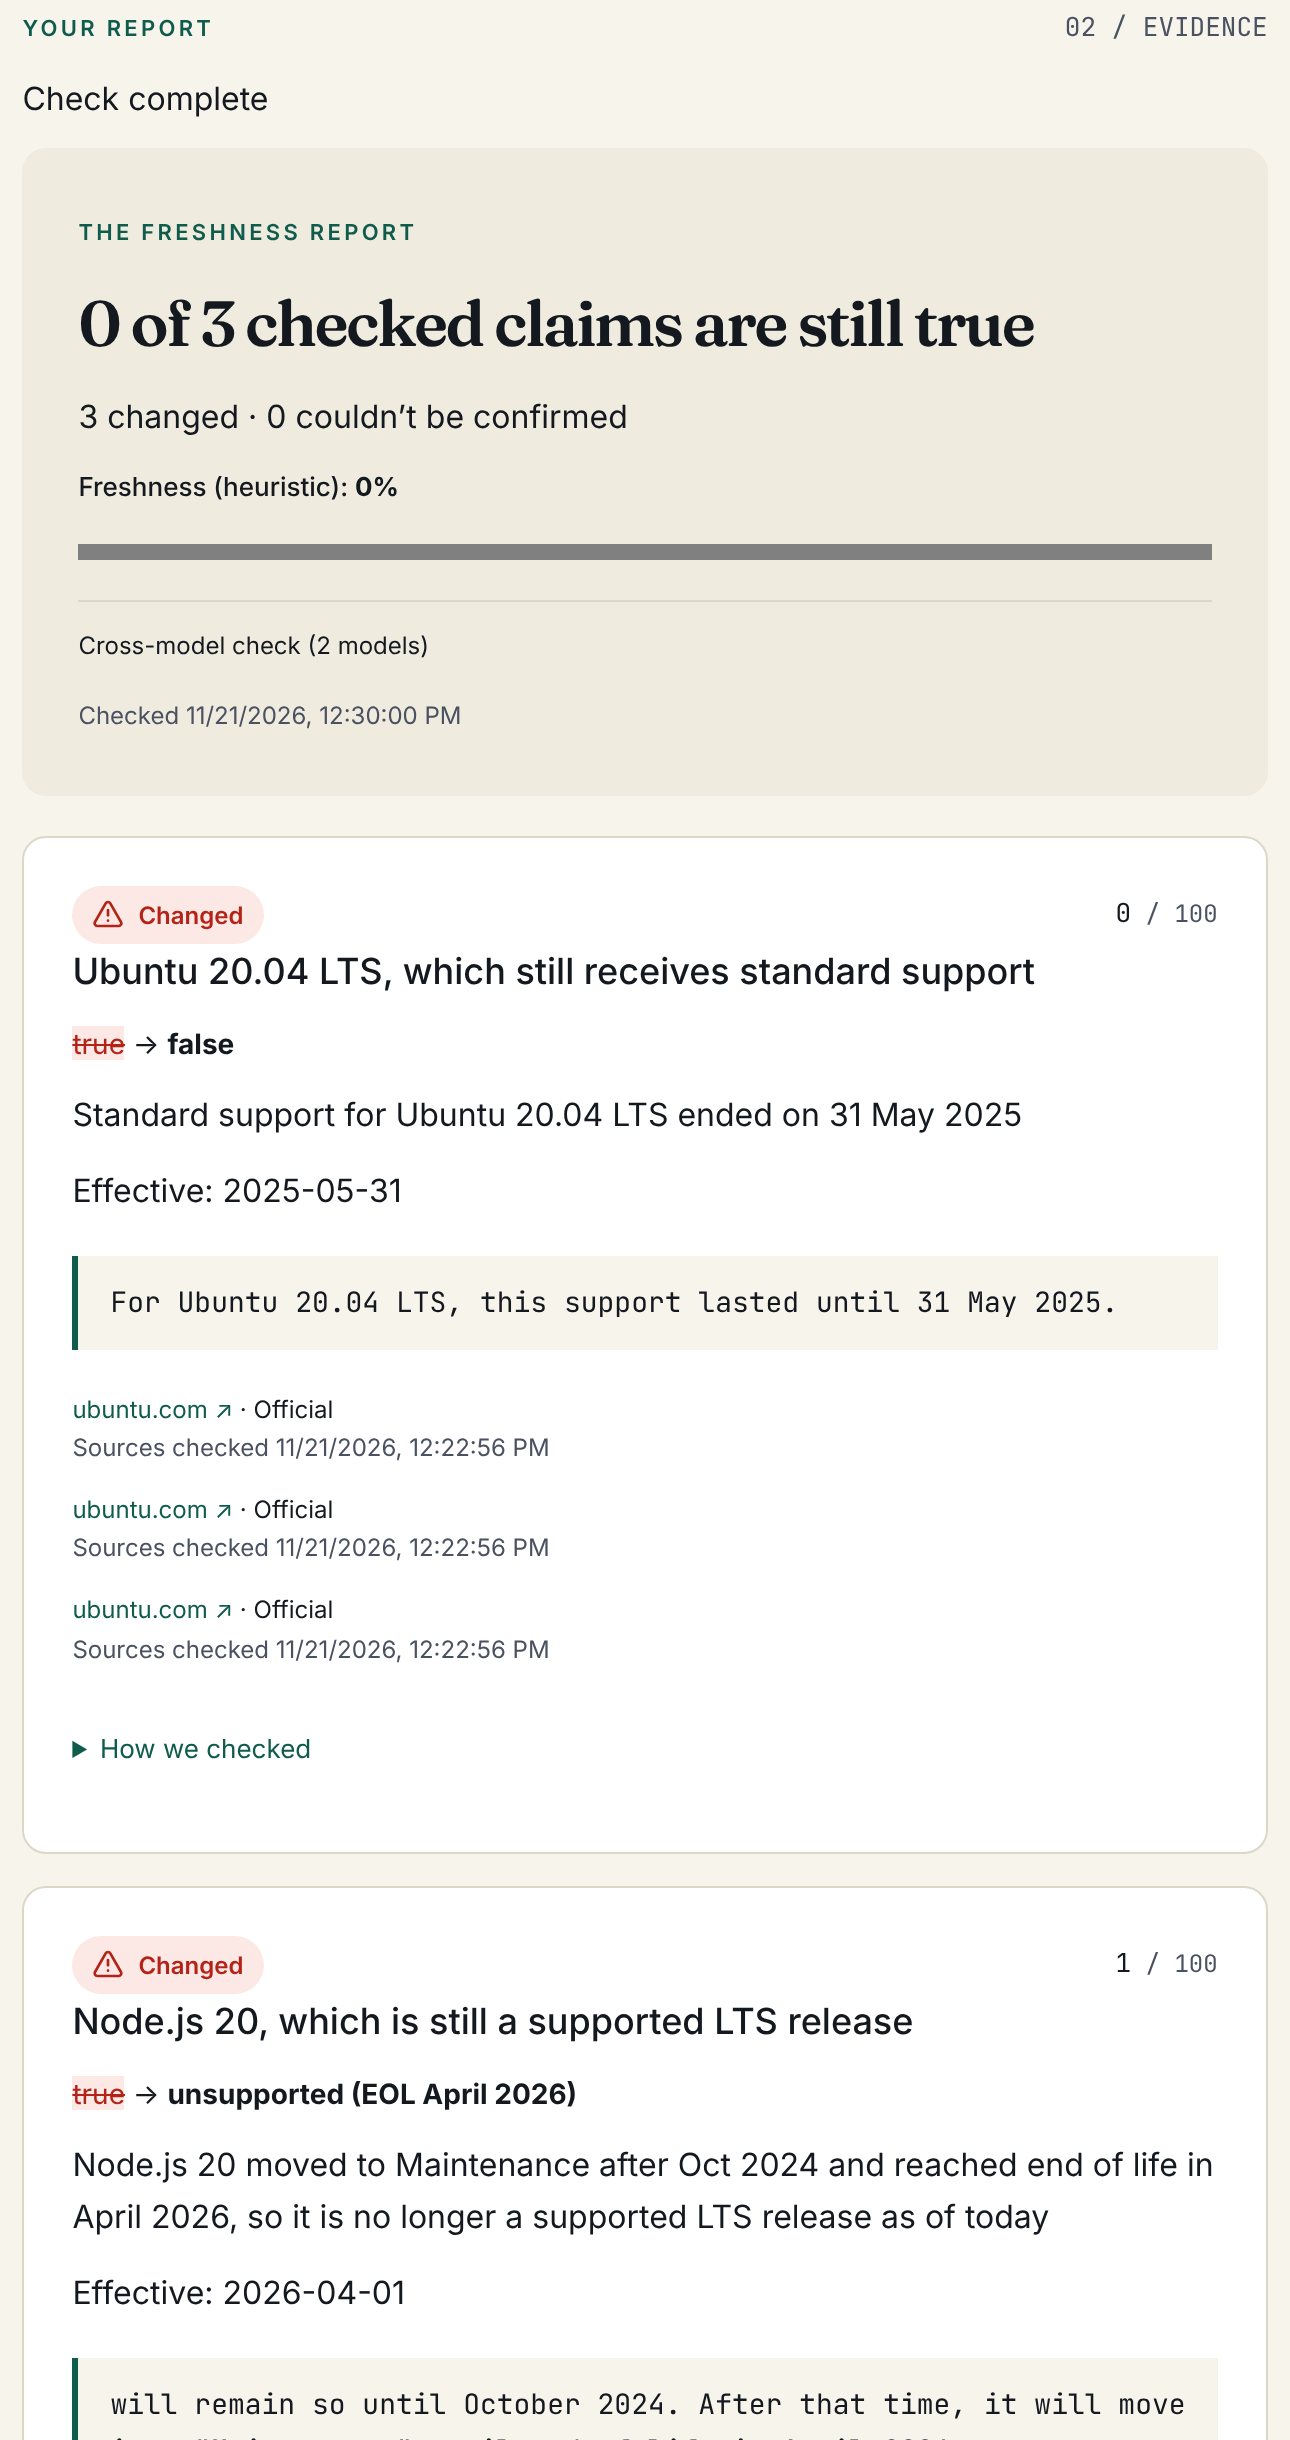 YOUR REPORT
02 / EVIDENCE
Check complete
THE FRESHNESS REPORT
0 of 3 checked claims are still true
3 changed · 0 couldn’t be confirmed
Freshness (heuristic): 0%
Cross-model check (2 models)
Checked 11/21/2026, 12:30:00 PM
Changed
0 / 100
Ubuntu 20.04 LTS, which still receives standard support
true → false
Standard support for Ubuntu 20.04 LTS ended on 31 May 2025
Effective: 2025-05-31
For Ubuntu 20.04 LTS, this support lasted until 31 May 2025.
ubuntu.com ↗ · Official
Sources checked 11/21/2026, 12:22:56 PM
ubuntu.com ↗ · Official
Sources checked 11/21/2026, 12:22:56 PM
ubuntu.com ↗ · Official
Sources checked 11/21/2026, 12:22:56 PM
▶ How we checked
Changed
1 / 100
Node.js 20, which is still a supported LTS release
true → unsupported (EOL April 2026)
Node.js 20 moved to Maintenance after Oct 2024 and reached end of life in
April 2026, so it is no longer a supported LTS release as of today
Effective: 2026-04-01
will remain so until October 2024. After that time, it will move